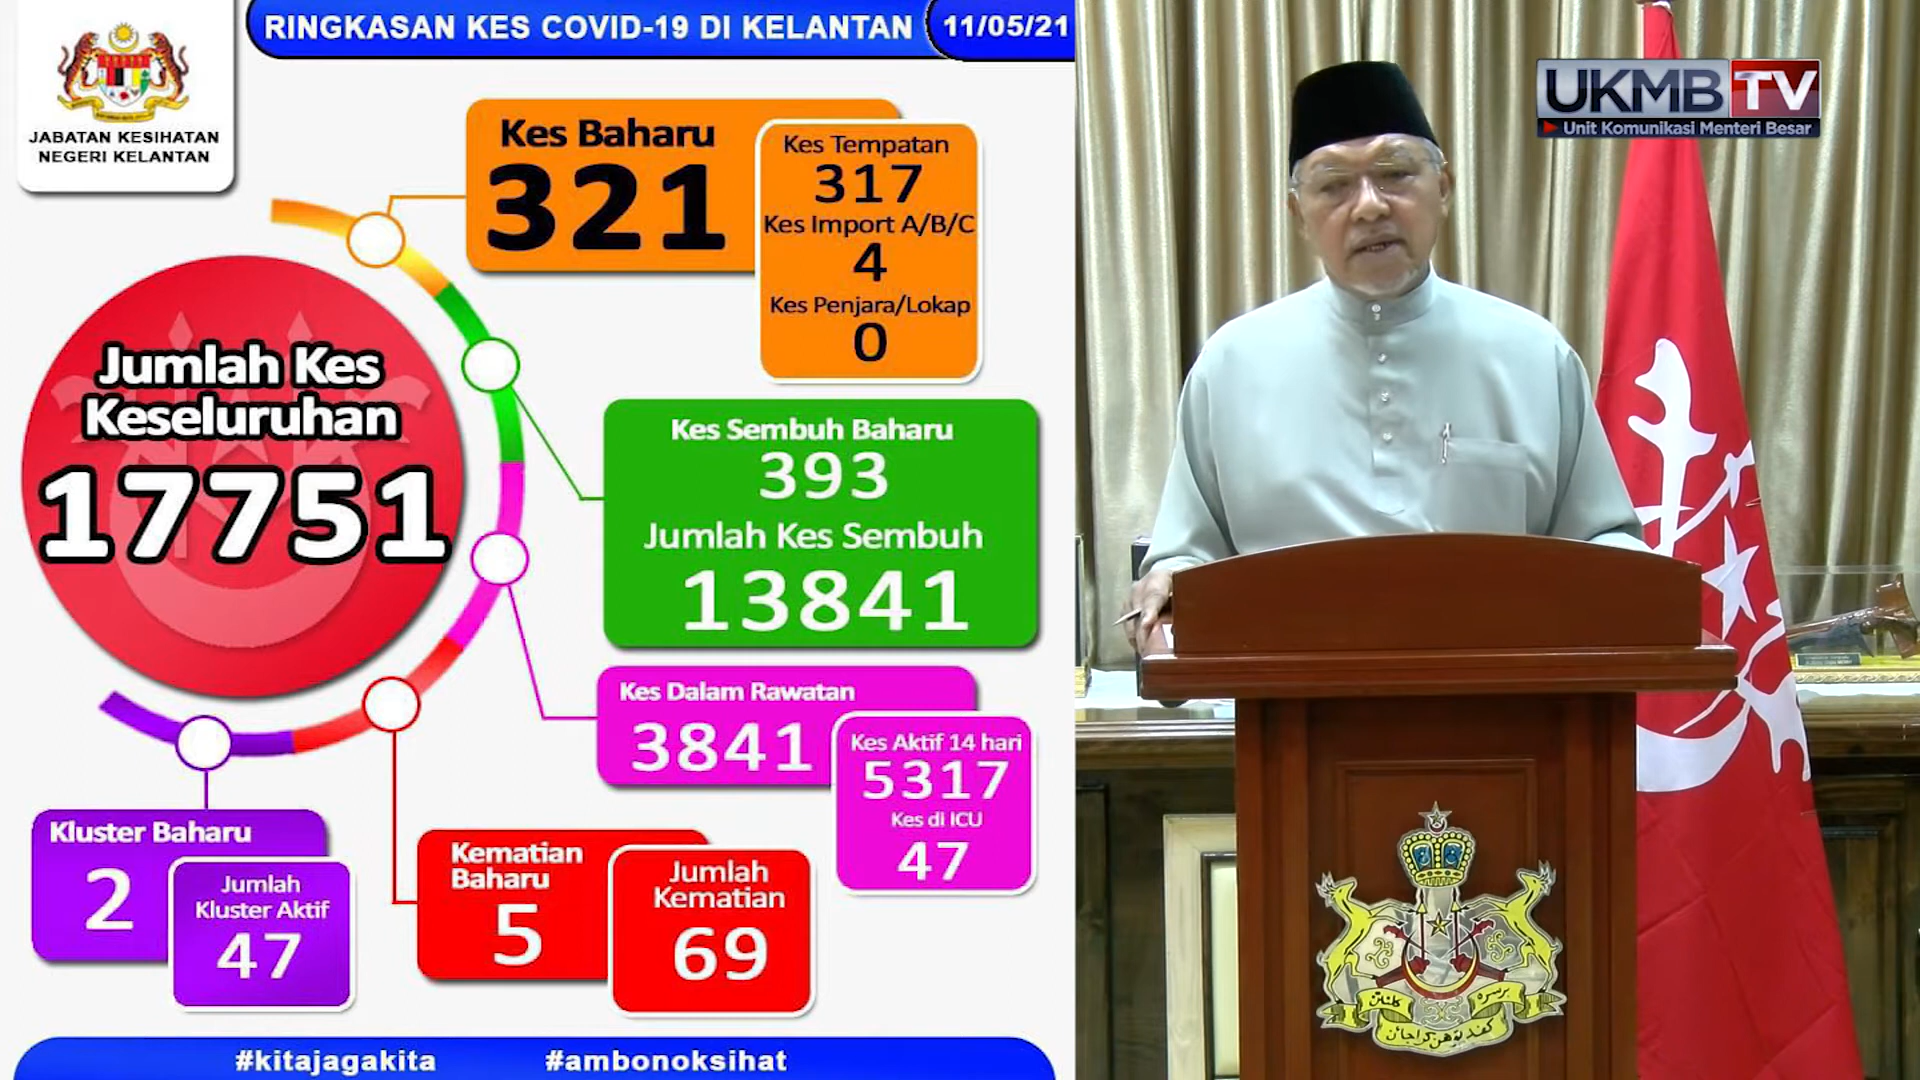 JABATAN KESIHATAN
NEGERI KELANTAN
RINGKASAN KES COVID-19 DI KELANTAN
11/05/21
Kes Baharu
321
Kes Tempatan
317
Kes Import A/B/C
4
Kes Penjara/Lokap
0
Jumlah Kes
Keseluruhan
17751
Kes Sembuh Baharu
393
Jumlah Kes Sembuh
13841
Kes Dalam Rawatan
3841
Kes Aktif 14 hari
5317
Kes di ICU
47
Kluster Baharu
2
Jumlah
Kluster Aktif
47
Kematian
Baharu
5
Jumlah
Kematian
69
#kitajagakita
#ambonoksihat
UKMB TV
Unit Komunikasi Menteri Besar